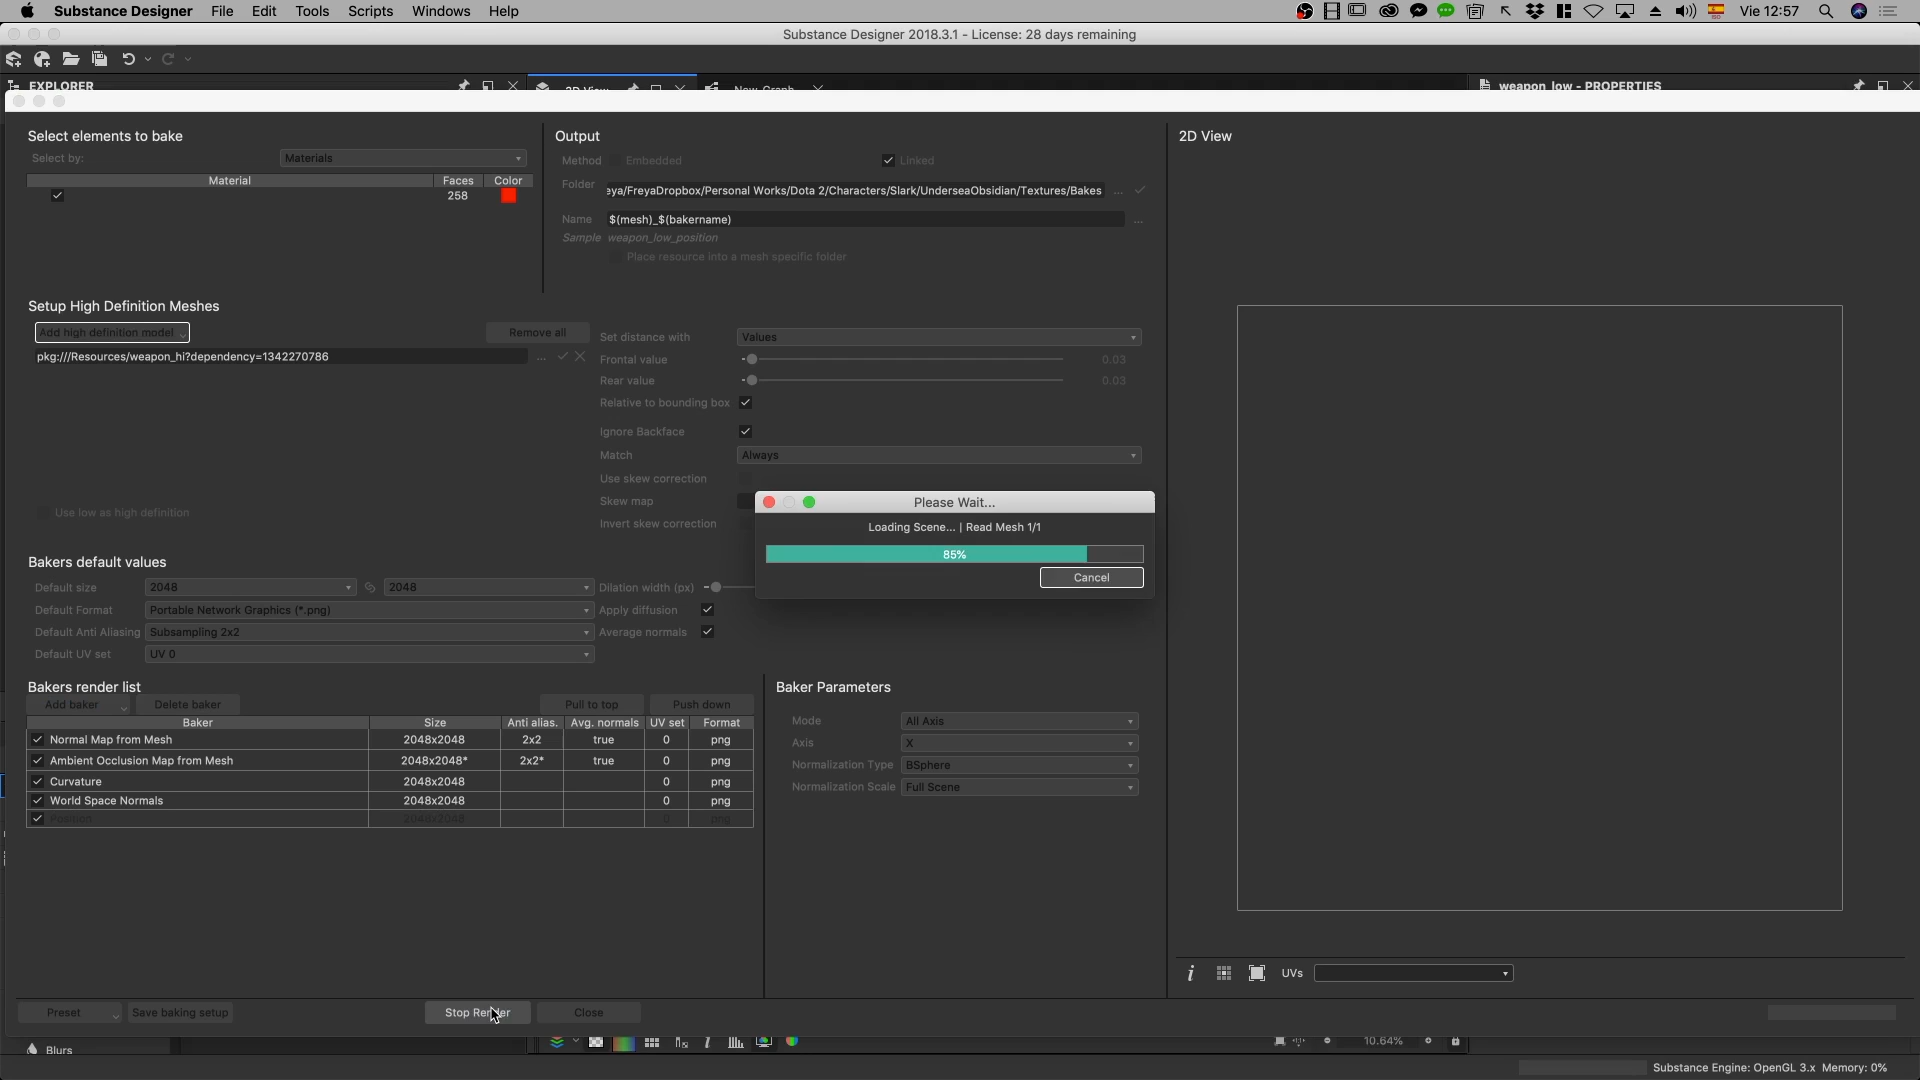 Substance Designer File Edit Tools Scripts Windows Help
Vie 12:57
Substance Designer 2018.3.1 - License: 28 days remaining
EXPLORER
weapon_low - PROPERTIES
Select elements to bake
Select by: Materials
Material Faces Color
258
Output
Method Embedded Linked
Folder eya/FreyaDropbox/Personal Works/Dota 2/Characters/Slark/UnderseaObsidian/Textures/Bakes ...
Name $(mesh)_$(bakername) ...
Sample weapon_low_position
Place resource into a mesh specific folder
2D View
Setup High Definition Meshes
Add high definition model Remove all
pkg:///Resources/weapon_hi?dependency=1342270786 ...
Use low as high definition
Set distance with Values
Frontal value 0.03
Rear value 0.03
Relative to bounding box
Ignore Backface
Match Always
Use skew correction
Skew map
Invert skew correction
Please Wait...
Loading Scene... | Read Mesh 1/1
85%
Cancel
Bakers default values
Default size 2048 2048
Default Format Portable Network Graphics (*.png)
Default Anti Aliasing Subsampling 2x2
Default UV set UV 0
Dilation width (px)
Apply diffusion
Average normals
Bakers render list
Add baker Delete baker Pull to top Push down
Baker Size Anti alias. Avg. normals UV set Format
Normal Map from Mesh 2048x2048 2x2 true 0 png
Ambient Occlusion Map from Mesh 2048x2048* 2x2* true 0 png
Curvature 2048x2048 0 png
World Space Normals 2048x2048 0 png
Position 2048x2048 0 png
Baker Parameters
Mode All Axis
Axis X
Normalization Type BSphere
Normalization Scale Full Scene
UVs
Preset Save baking setup Stop Render Close
Blurs
10.64%
Substance Engine: OpenGL 3.x Memory: 0%